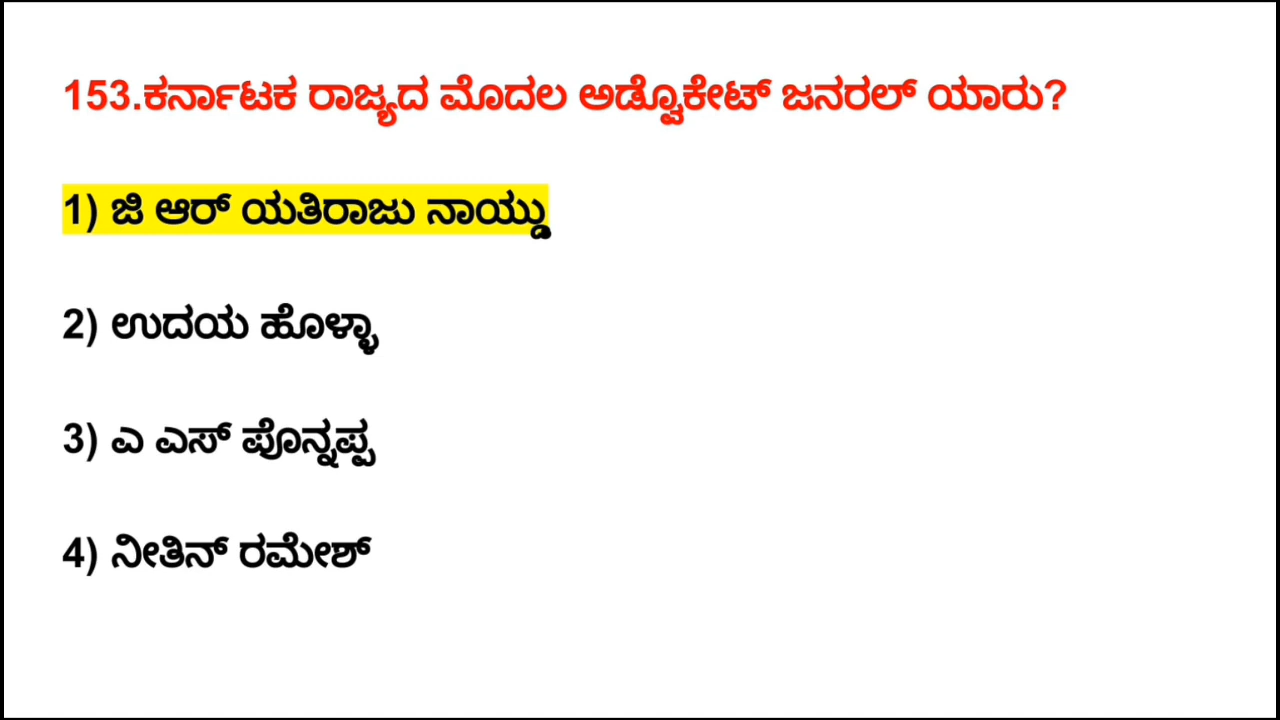 153.ಕರ್ನಾಟಕ ರಾಜ್ಯದ ಮೊದಲ ಅಡ್ವೊಕೇಟ್ ಜನರಲ್ ಯಾರು?
1) ಜಿ ಆರ್ ಯತಿರಾಜು ನಾಯ್ಡು
2) ಉದಯ ಹೊಳ್ಳಾ
3) ಎ ಎಸ್ ಪೊನ್ನಪ್ಪ
4) ನೀತಿನ್ ರಮೇಶ್